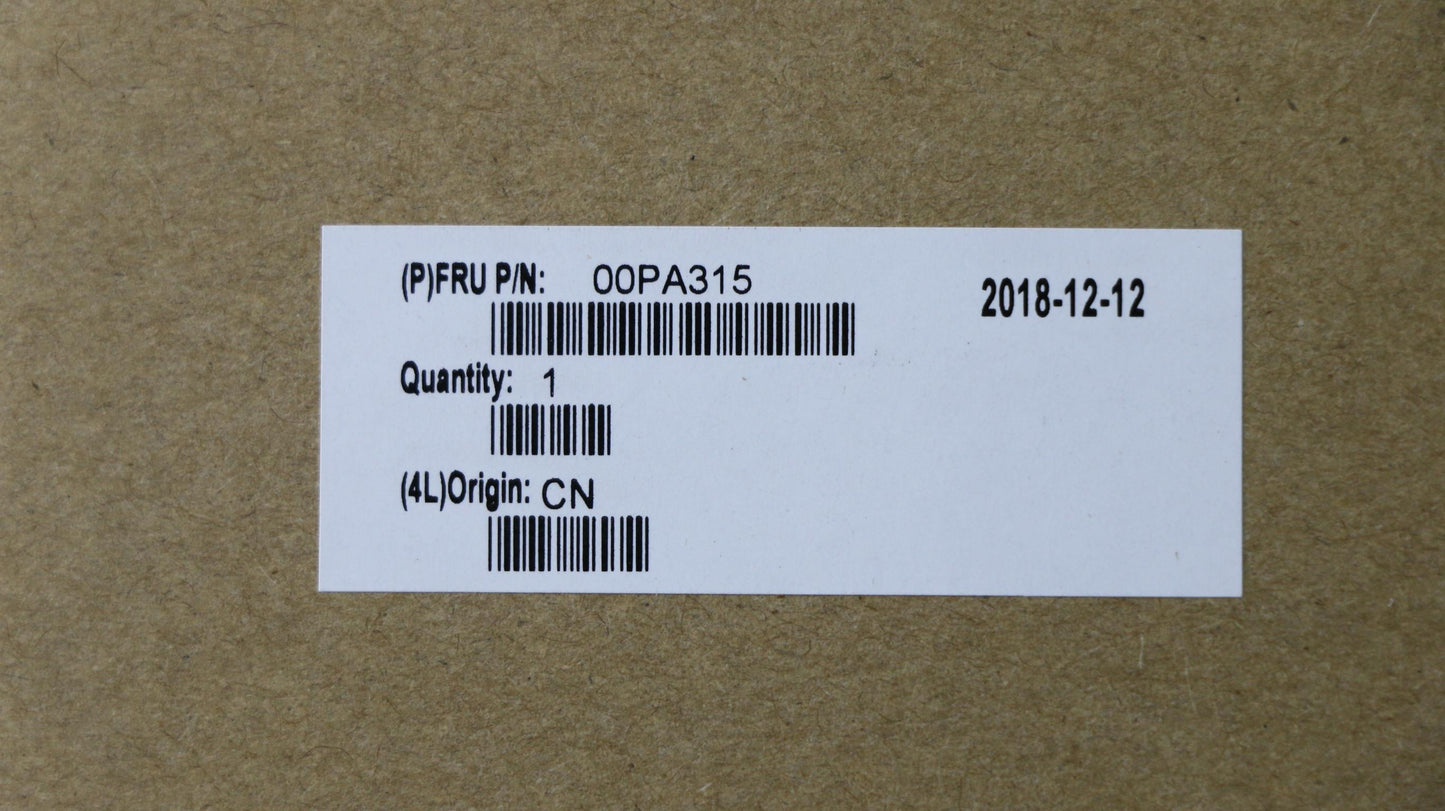 (P)FRU P/N: 00PA315
2018-12-12
Quantity: 1
(4L)Origin: CN